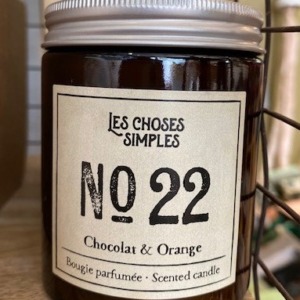 LES CHOSES
SIMPLES
No 22
Chocolat & Orange
Bougie parfumée · Scented candle